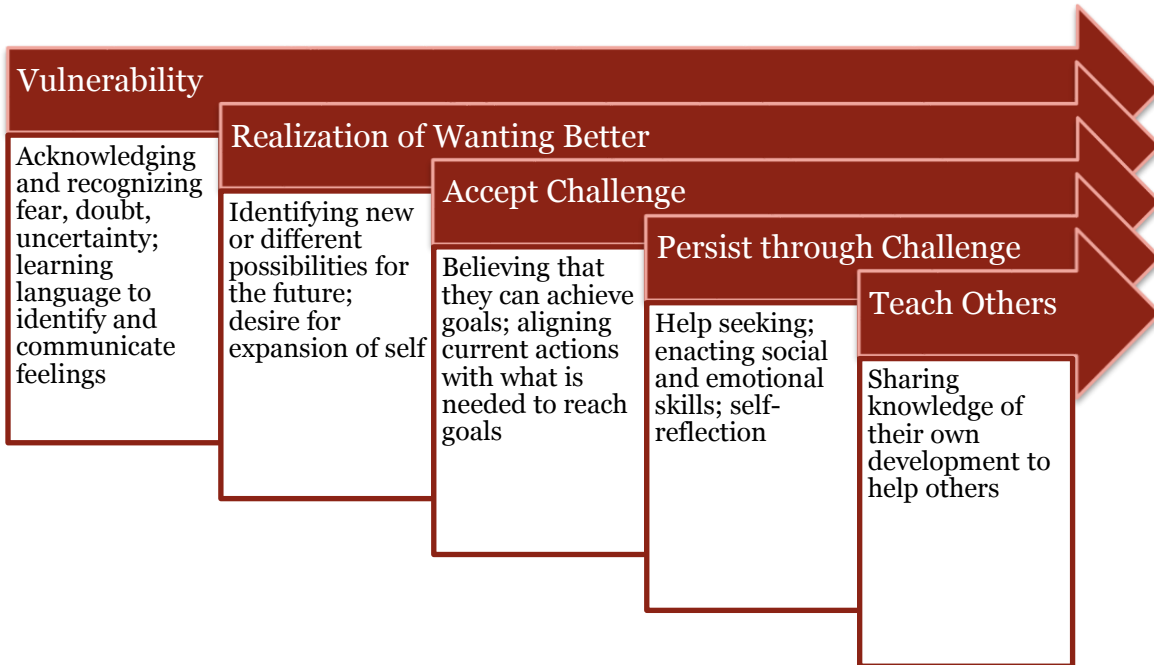 Vulnerability
Acknowledging
and recognizing
fear, doubt,
uncertainty;
learning
language to
identify and
communicate
feelings
Realization of Wanting Better
Identifying new
or different
possibilities for
the future;
desire for
expansion of self
Accept Challenge
Believing that
they can achieve
goals; aligning
current actions
with what is
needed to reach
goals
Persist through Challenge
Help seeking;
enacting social
and emotional
skills; self-
reflection
Teach Others
Sharing
knowledge of
their own
development to
help others